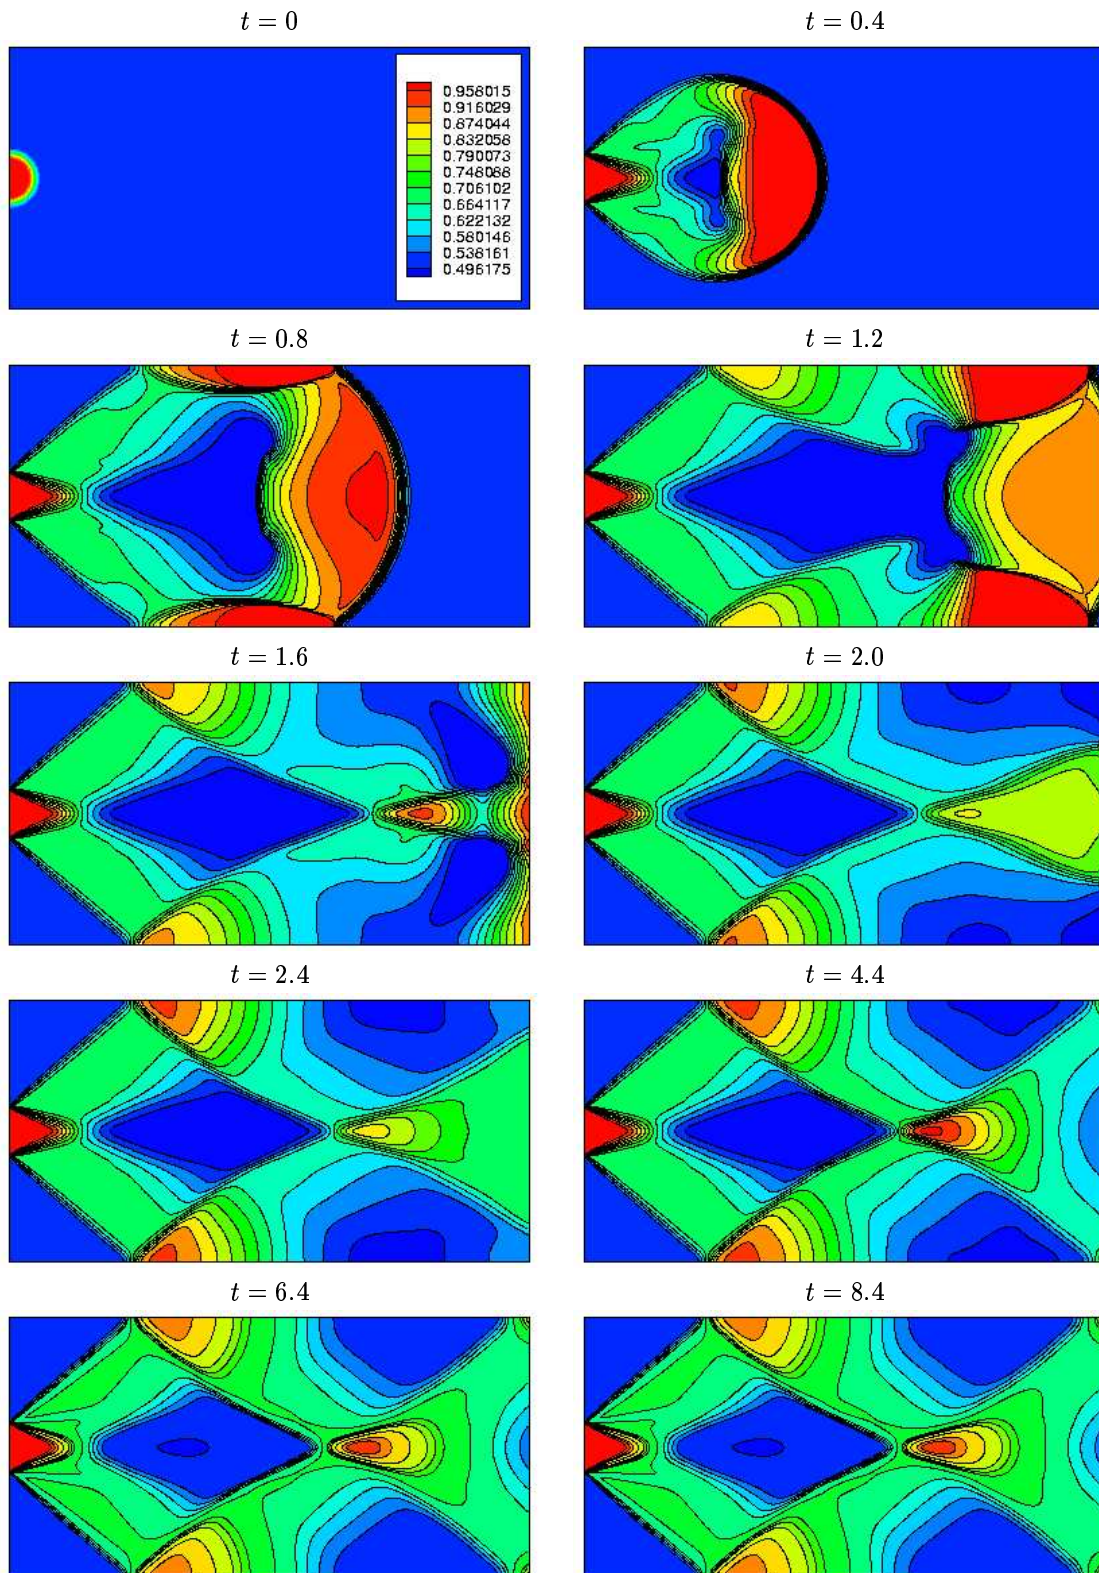 t = 0
t = 0.4
0.958015
0.916029
0.874044
0.832058
0.790073
0.748088
0.706102
0.664117
0.622132
0.580146
0.538161
0.496175
t = 0.8
t = 1.2
t = 1.6
t = 2.0
t = 2.4
t = 4.4
t = 6.4
t = 8.4